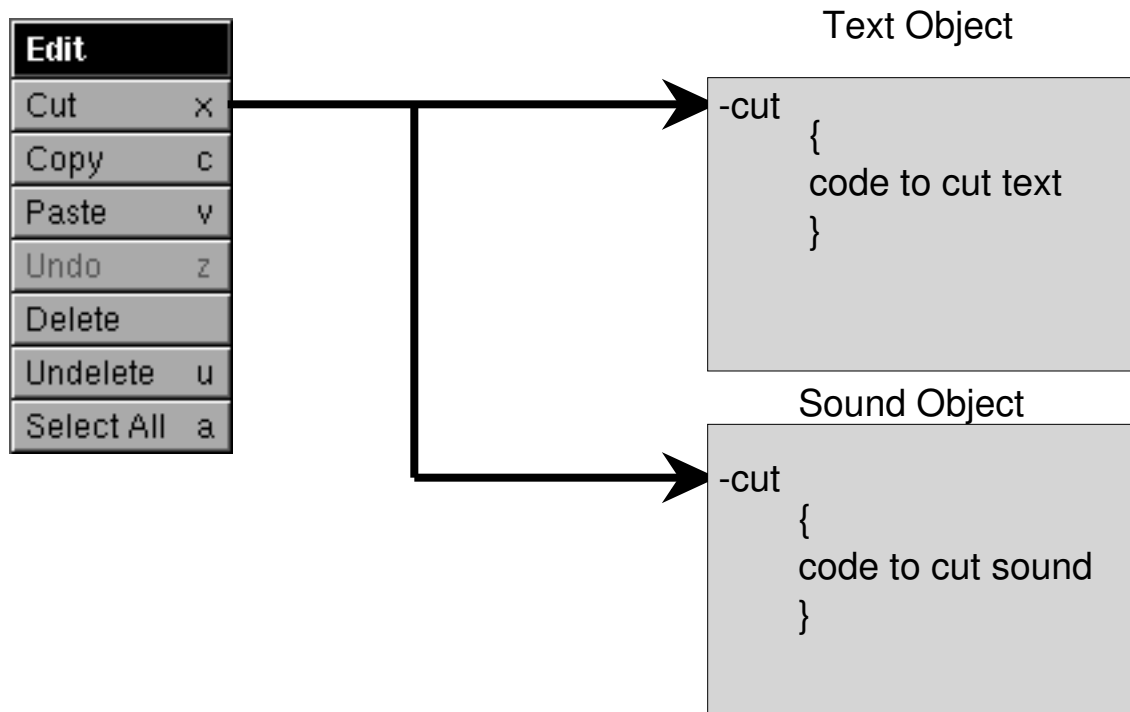 Edit
Cut x
Copy c
Paste v
Undo z
Delete
Undelete u
Select All a
Text Object
-cut
{
code to cut text
}
Sound Object
-cut
{
code to cut sound
}